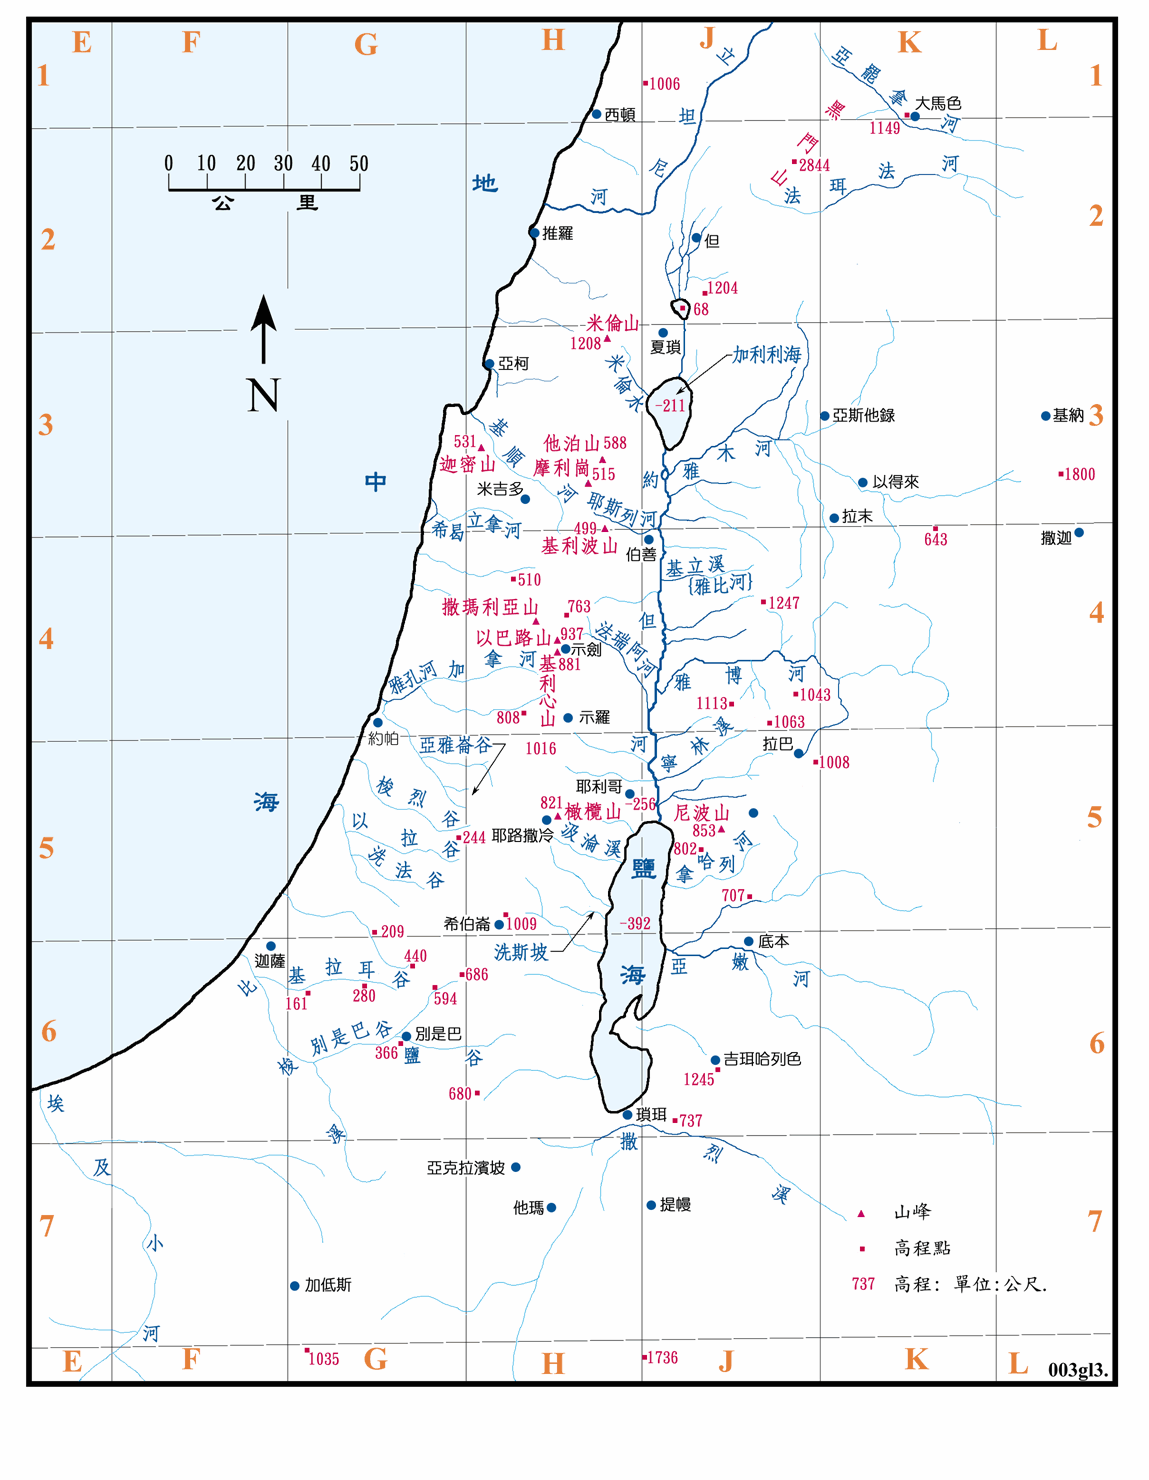 E F G H J K L
1 1
2 2
3 3
4 4
5 5
6 6
7 7
E F G H J K L
0 10 20 30 40 50
公 里
N
地
中
海
1006
西頓
立
坦
尼
河
亞罷拿河
大馬色
1149
黑門山
2844
法珥法河
推羅
但
1204
68
米倫山
1208
夏瑣
加利利海
米倫水
亞柯
-211
亞斯他錄
基納
基順河
531
迦密山
他泊山588
摩利崗
515
約
雅木河
1800
米吉多
以得來
耶斯列河
拉末
希曷立拿河
499
基利波山
伯善
643
撒迦
510
基立溪
{雅比河}
1247
撒瑪利亞山
763
但
以巴路山
937
法瑞阿河
示劍
881
基利心山
雅孔河
加拿河
雅博河
1043
1113
1063
808
示羅
約帕
1016
亞雅崙谷
河
寧林溪
拉巴
1008
梭烈谷
耶利哥
-256
821
橄欖山
尼波山
853
以拉谷
244
耶路撒冷
汲淪溪
802
拿哈列河
洗法谷
鹽
707
希伯崙
1009
-392
209
洗斯坡
底本
迦薩
440
海
亞嫩河
比梭溪
基拉耳谷
686
161
280
594
別是巴谷
別是巴
366
鹽谷
吉珥哈列色
1245
680
瑣珥
737
埃及小河
撒烈溪
亞克拉濱坡
他瑪
提幔
加低斯
1035
1736
山峰
高程點
737 高程: 單位:公尺.
003gl3.